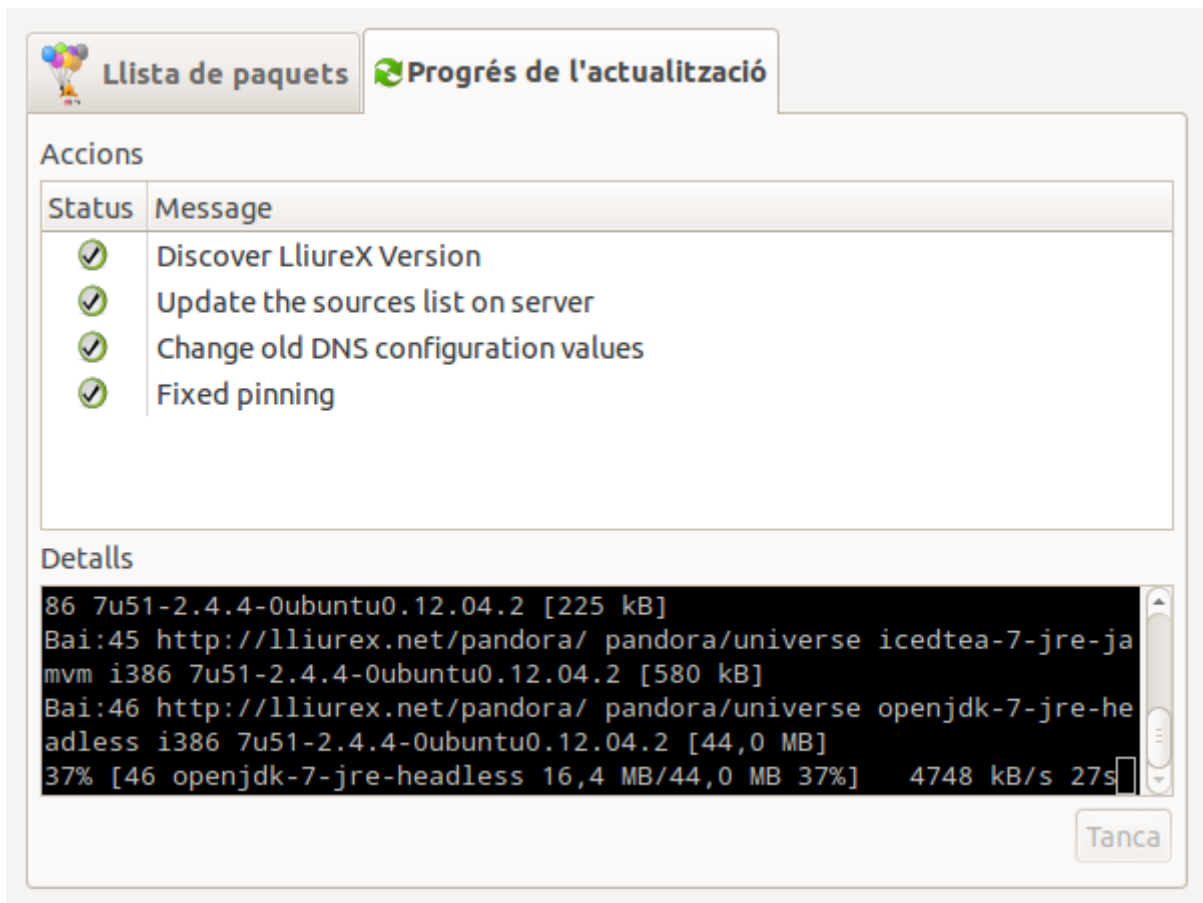 Llista de paquets
Progrés de l'actualització
Accions
Status Message
Discover LliureX Version
Update the sources list on server
Change old DNS configuration values
Fixed pinning
Detalls
86 7u51-2.4.4-0ubuntu0.12.04.2 [225 kB]
Bai:45 http://lliurex.net/pandora/ pandora/universe icedtea-7-jre-ja
mvm i386 7u51-2.4.4-0ubuntu0.12.04.2 [580 kB]
Bai:46 http://lliurex.net/pandora/ pandora/universe openjdk-7-jre-he
adless i386 7u51-2.4.4-0ubuntu0.12.04.2 [44,0 MB]
37% [46 openjdk-7-jre-headless 16,4 MB/44,0 MB 37%]   4748 kB/s 27s
Tanca